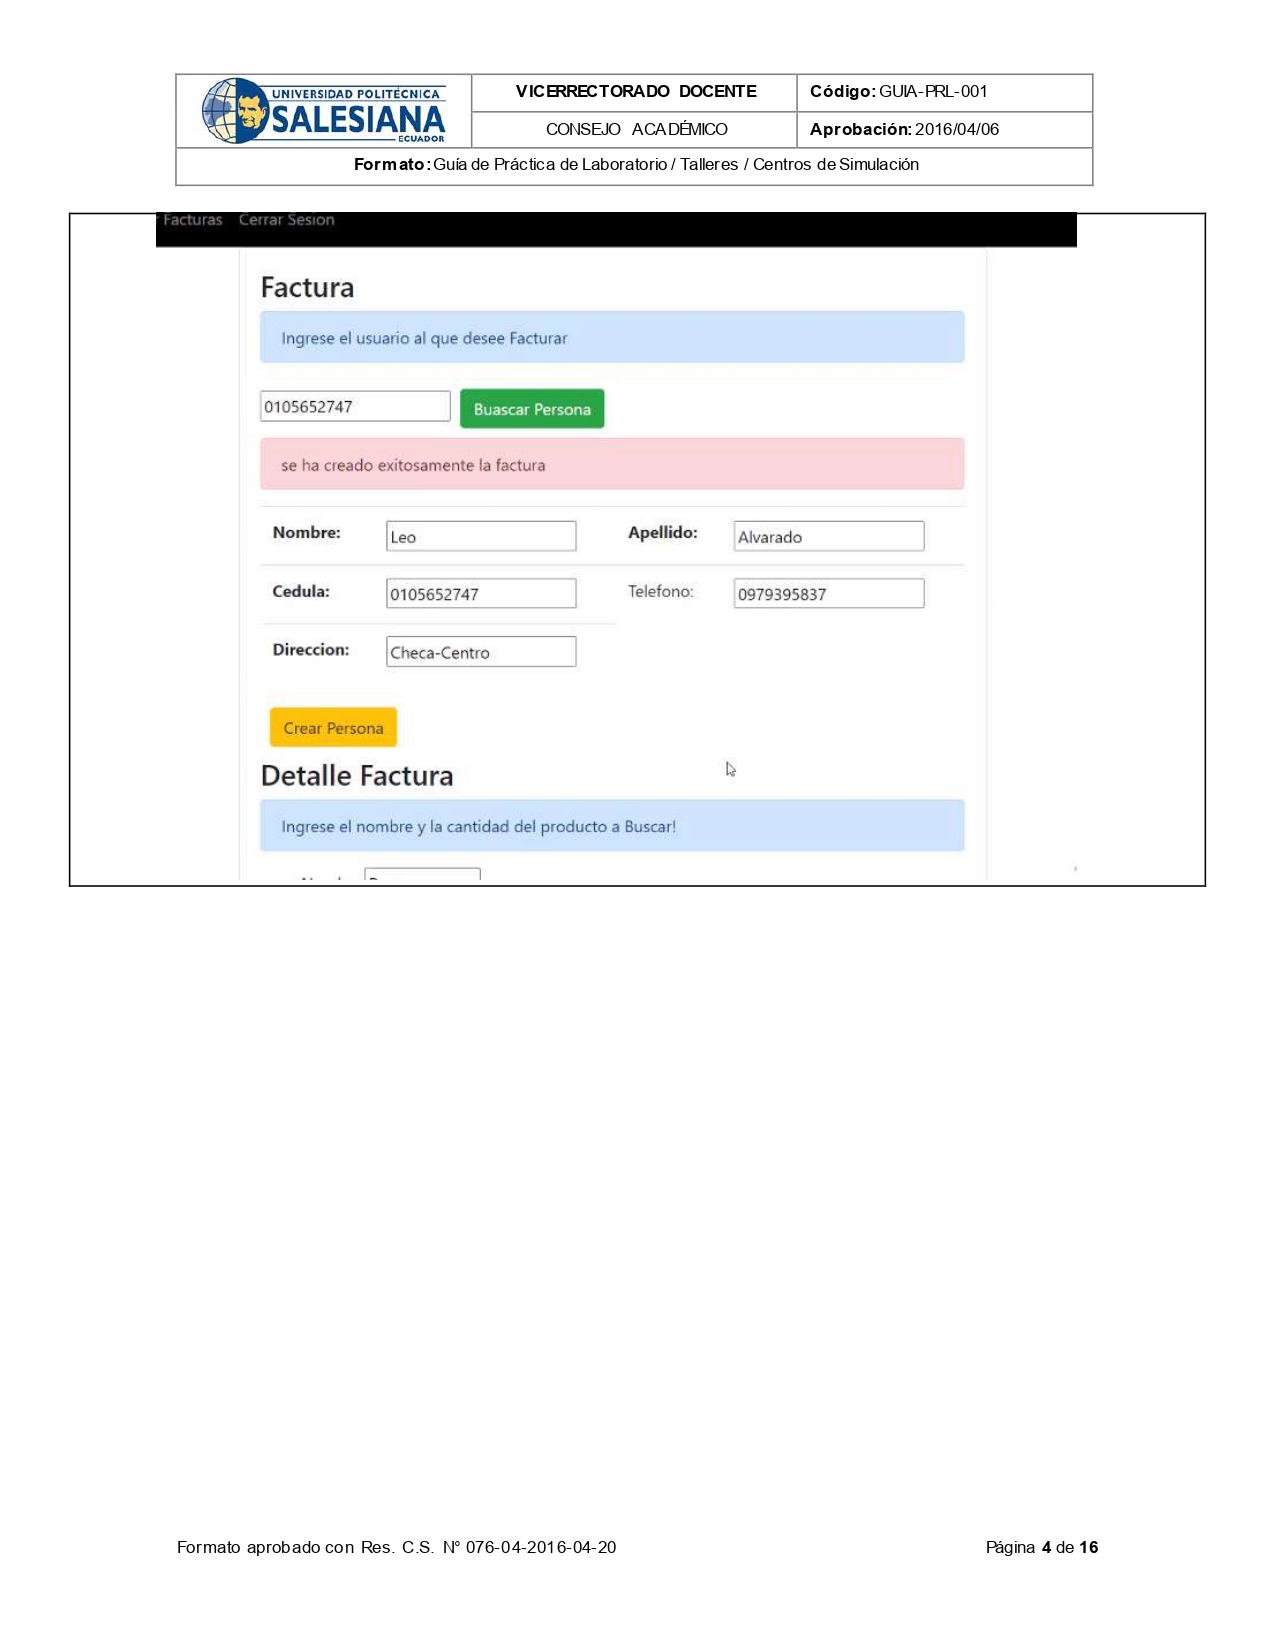 UNIVERSIDAD POLITÉCNICA
SALESIANA
ECUADOR
VICERRECTORADO DOCENTE
Código: GUIA-PRL-001
CONSEJO ACADÉMICO
Aprobación: 2016/04/06
Formato: Guía de Práctica de Laboratorio / Talleres / Centros de Simulación
Facturas Cerrar Sesion
Factura
Ingrese el usuario al que desee Facturar
0105652747 Buascar Persona
se ha creado exitosamente la factura
Nombre: Leo Apellido: Alvarado
Cedula: 0105652747 Telefono: 0979395837
Direccion: Checa-Centro
Crear Persona
Detalle Factura
Ingrese el nombre y la cantidad del producto a Buscar!
Formato aprobado con Res. C.S. N° 076-04-2016-04-20 Página 4 de 16